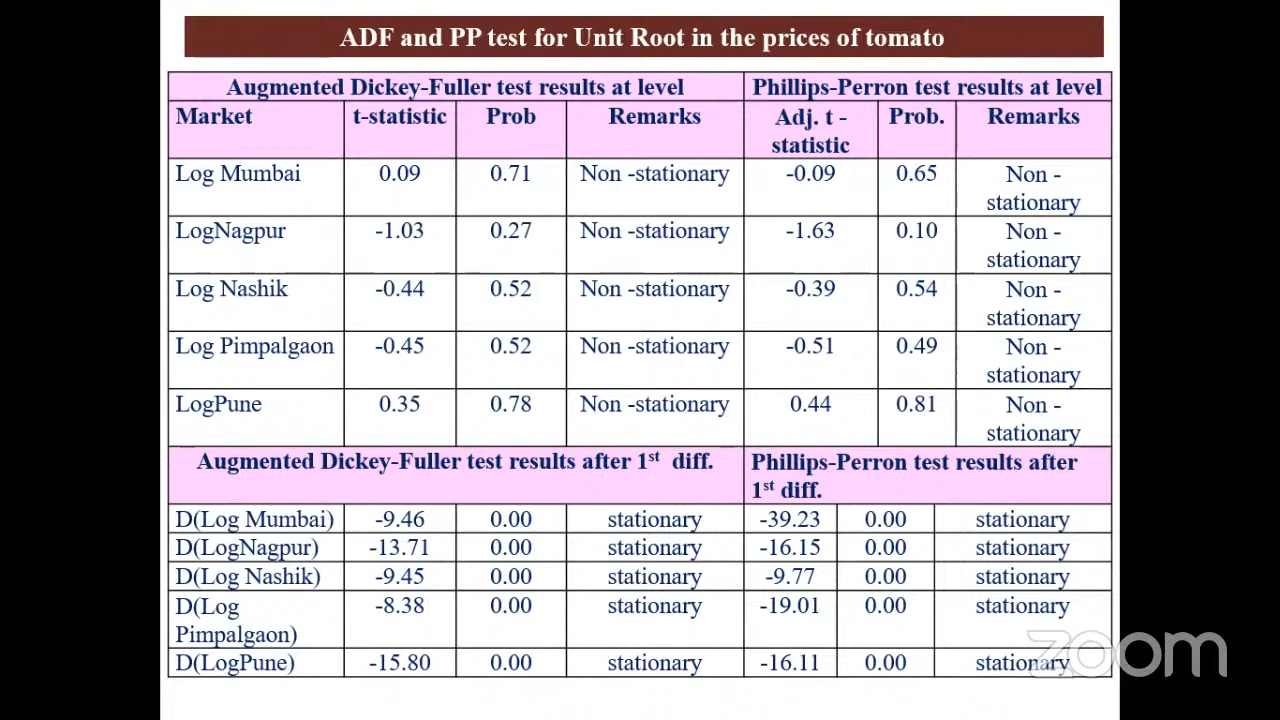 ADF and PP test for Unit Root in the prices of tomato
Augmented Dickey-Fuller test results at level Phillips-Perron test results at level
Market t-statistic Prob Remarks Adj. t - statistic Prob. Remarks
Log Mumbai 0.09 0.71 Non -stationary -0.09 0.65 Non - stationary
LogNagpur -1.03 0.27 Non -stationary -1.63 0.10 Non - stationary
Log Nashik -0.44 0.52 Non -stationary -0.39 0.54 Non - stationary
Log Pimpalgaon -0.45 0.52 Non -stationary -0.51 0.49 Non - stationary
LogPune 0.35 0.78 Non -stationary 0.44 0.81 Non - stationary
Augmented Dickey-Fuller test results after 1st diff. Phillips-Perron test results after 1st diff.
D(Log Mumbai) -9.46 0.00 stationary -39.23 0.00 stationary
D(LogNagpur) -13.71 0.00 stationary -16.15 0.00 stationary
D(Log Nashik) -9.45 0.00 stationary -9.77 0.00 stationary
D(Log Pimpalgaon) -8.38 0.00 stationary -19.01 0.00 stationary
D(LogPune) -15.80 0.00 stationary -16.11 0.00 stationary
zoom